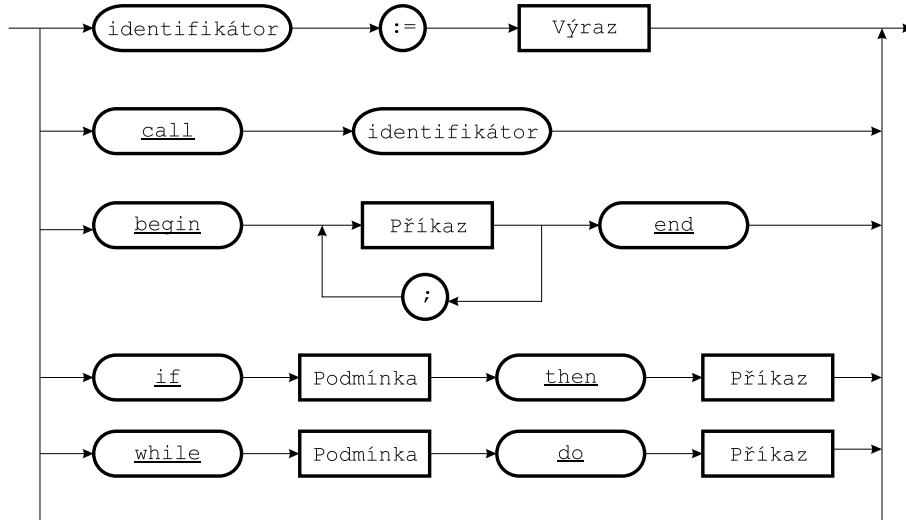 identifikátor := Výraz
call identifikátor
begin Příkaz end
;
if Podmínka then Příkaz
while Podmínka do Příkaz